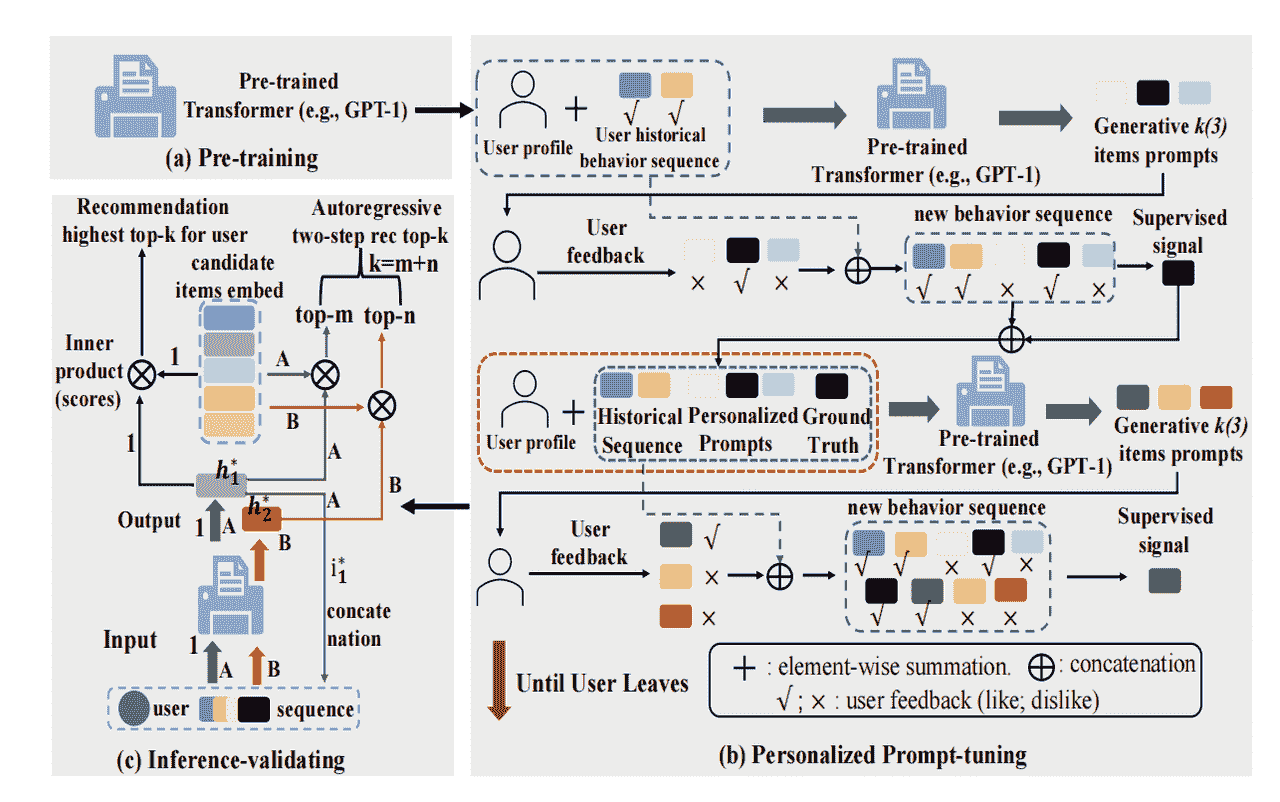 Pre-trained
Transformer (e.g., GPT-1)
(a) Pre-training
User profile
+
√ √
User historical
behavior sequence
Pre-trained
Transformer (e.g., GPT-1)
Generative k(3)
items prompts
User
feedback
× √ ×
new behavior sequence
√ √ × √ ×
Supervised
signal
User profile
+
Historical
Sequence
Personalized
Prompts
Ground
Truth
Pre-trained
Transformer (e.g., GPT-1)
Generative k(3)
items prompts
User
feedback
√
×
×
new behavior sequence
√ √ × √ ×
√ √ × ×
Supervised
signal
Until User Leaves
+ : element-wise summation. ⊕ : concatenation
√ ; × : user feedback (like; dislike)
(b) Personalized Prompt-tuning
Recommendation
highest top-k for user
Autoregressive
two-step rec top-k
k=m+n
candidate
items embed
top-m top-n
Inner
product
(scores)
1
A
B
1
A
A
B
h₁*
h₂*
Output
1 A
B
i₁*
concate
nation
Input
1 A B
user
sequence
(c) Inference-validating